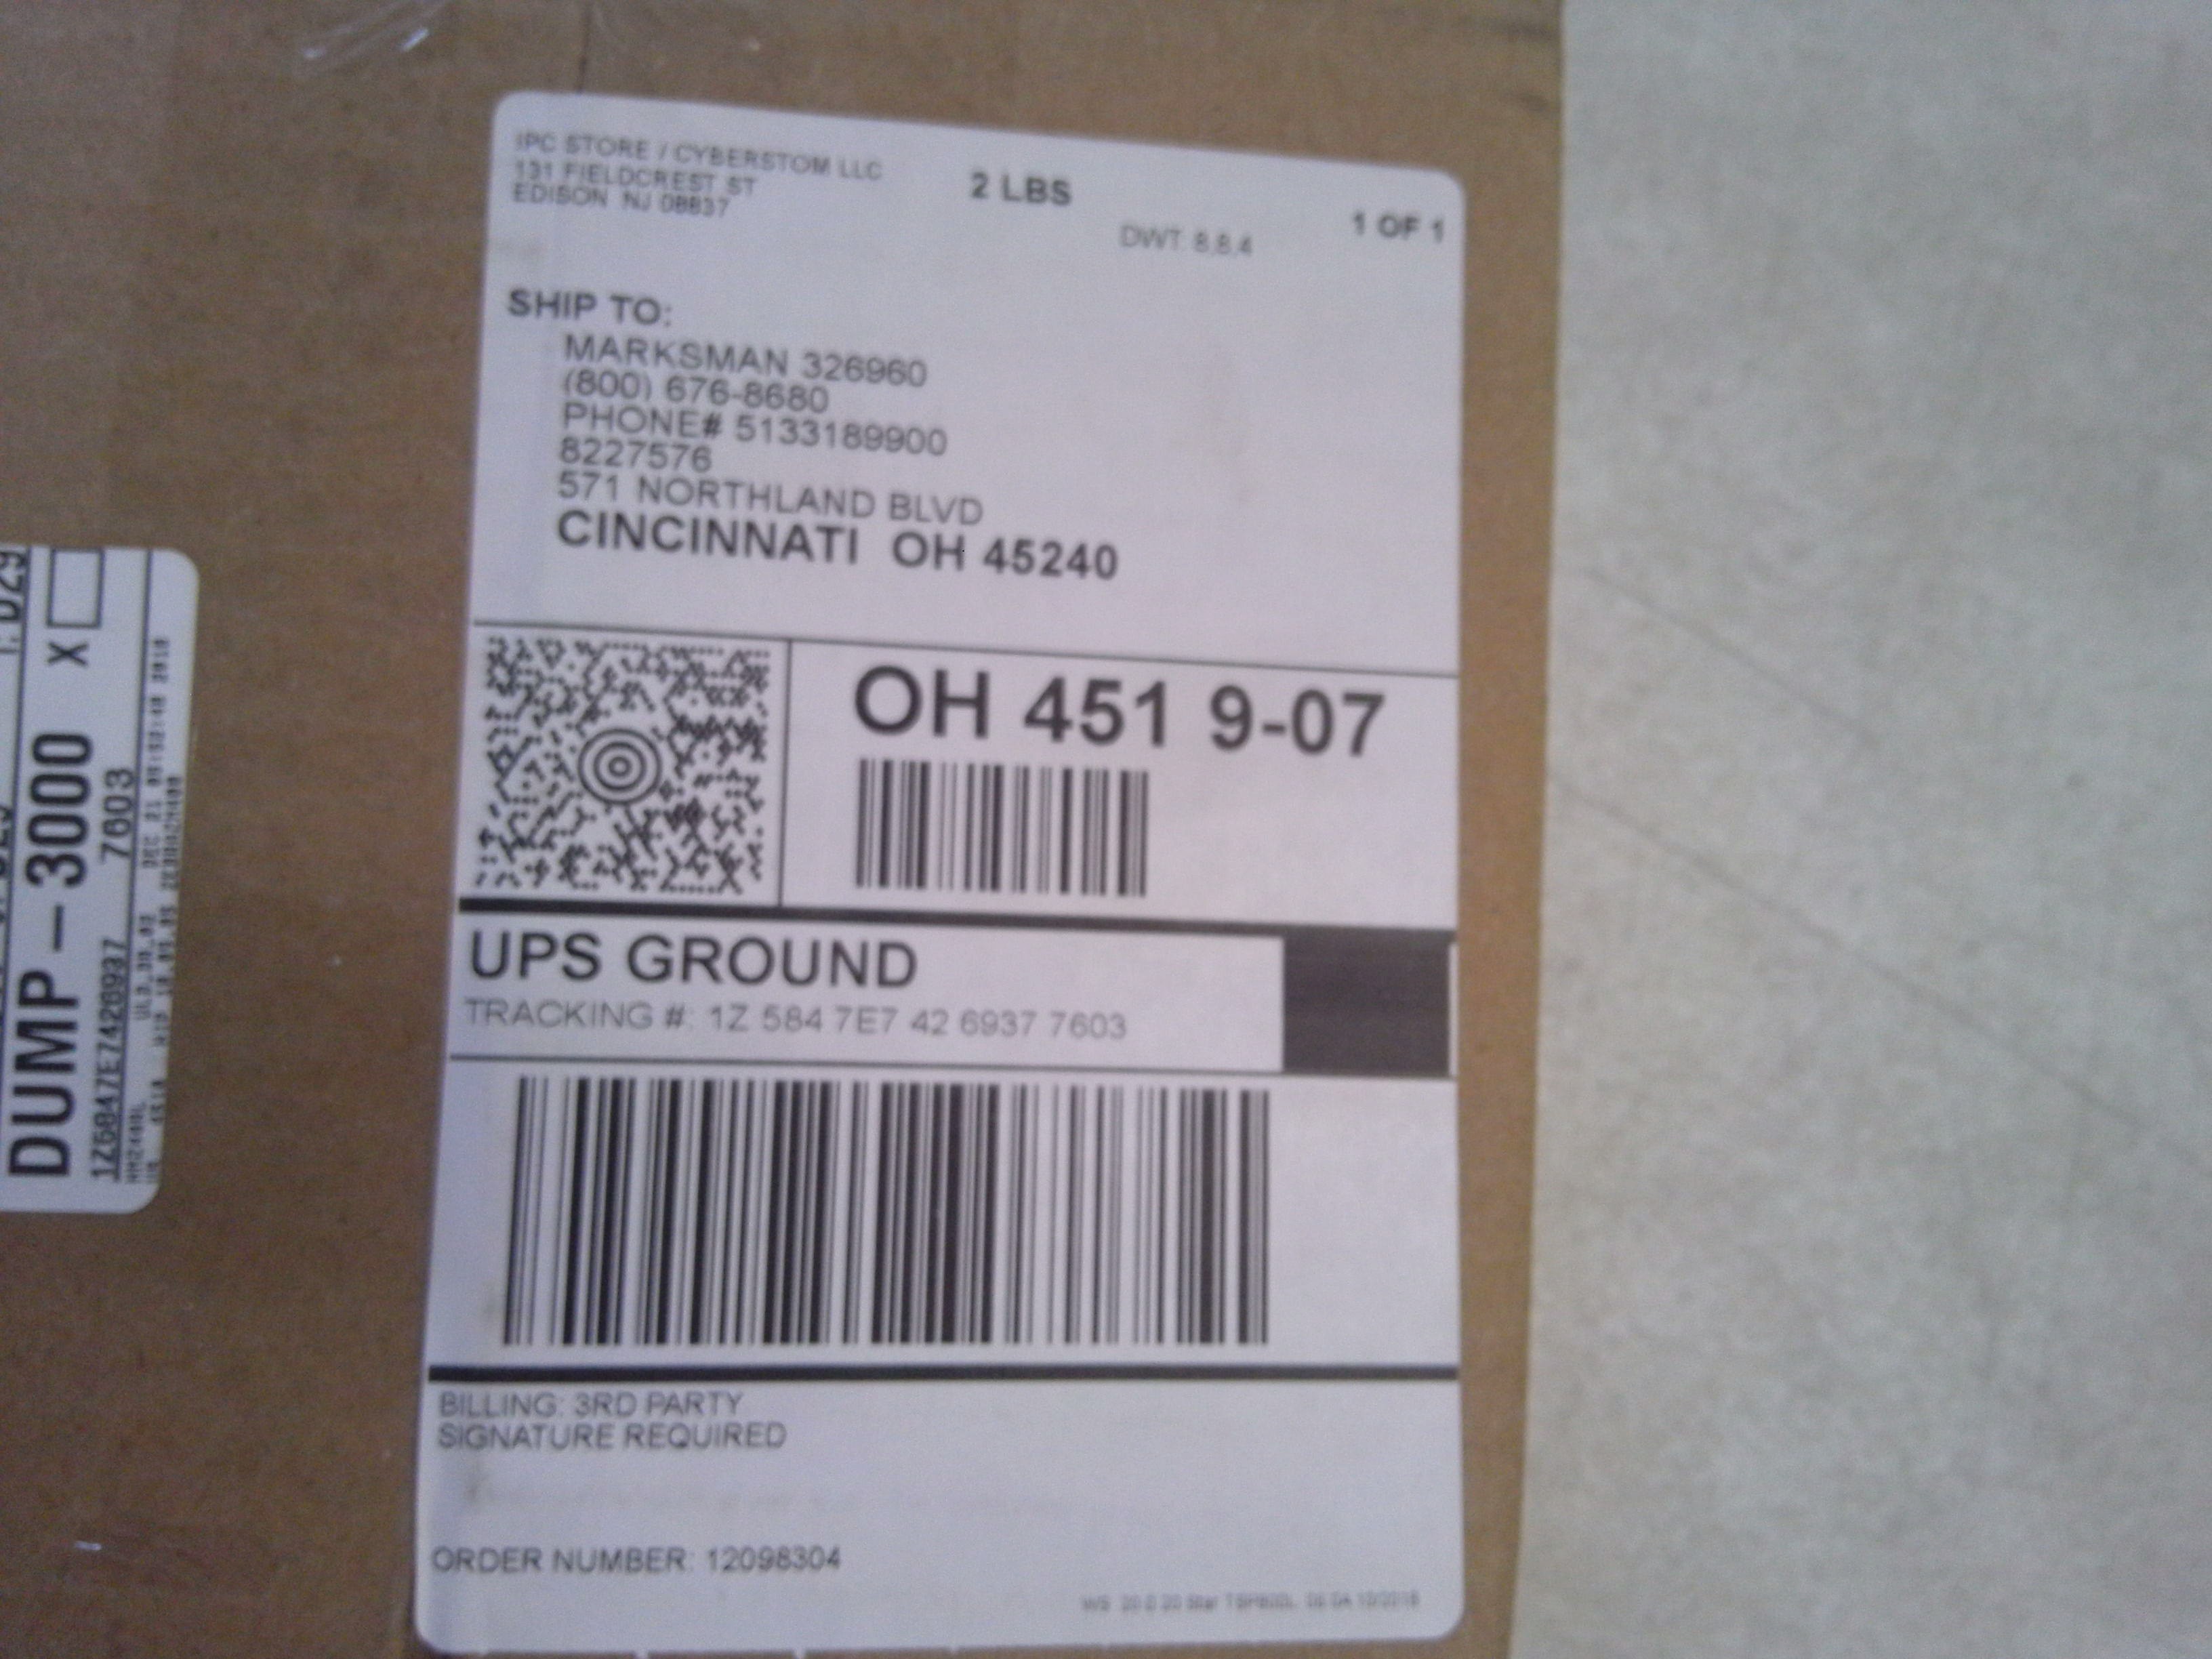 IPC STORE / CYBERSTOM LLC
131 FIELDCREST ST
EDISON NJ 08837
2 LBS
DWT: 8,8,4
1 OF 1
SHIP TO:
MARKSMAN 326960
(800) 676-8680
PHONE# 5133189900
8227576
571 NORTHLAND BLVD
CINCINNATI OH 45240
OH 451 9-07
UPS GROUND
TRACKING #: 1Z 584 7E7 42 6937 7603
BILLING: 3RD PARTY
SIGNATURE REQUIRED
ORDER NUMBER: 12098304
DUMP - 3000 X
7603